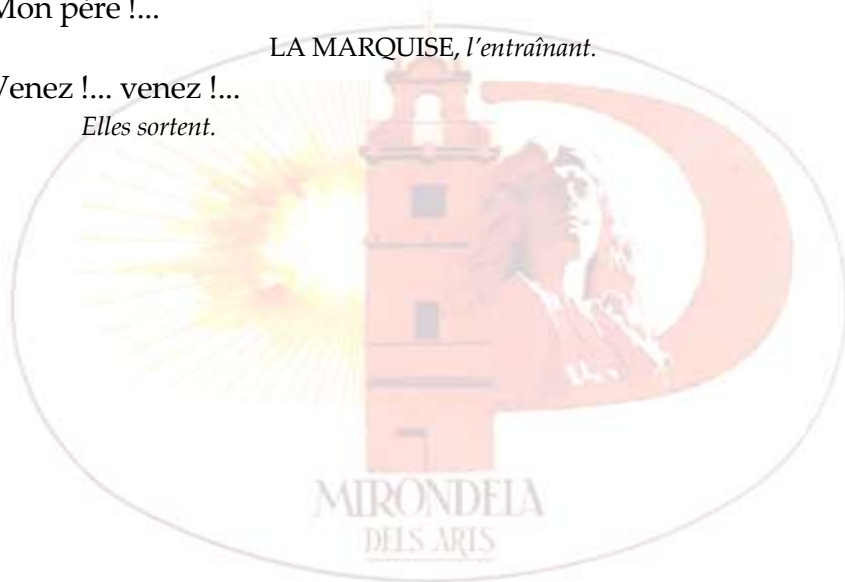 Mon père !...
LA MARQUISE, l'entraînant.
Venez !... venez !...
Elles sortent.
MIRONDELA
DELS ARTS